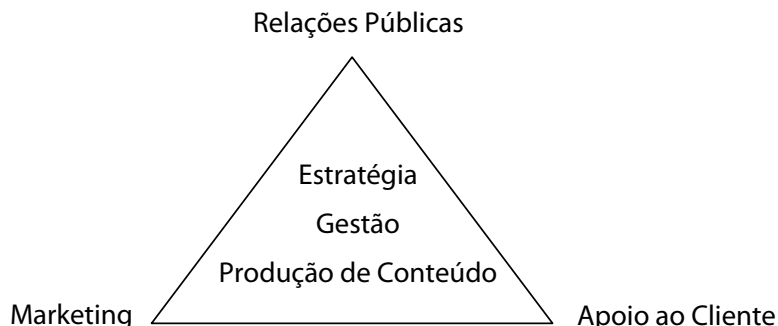 Relações Públicas
Estratégia
Gestão
Produção de Conteúdo
Marketing
Apoio ao Cliente